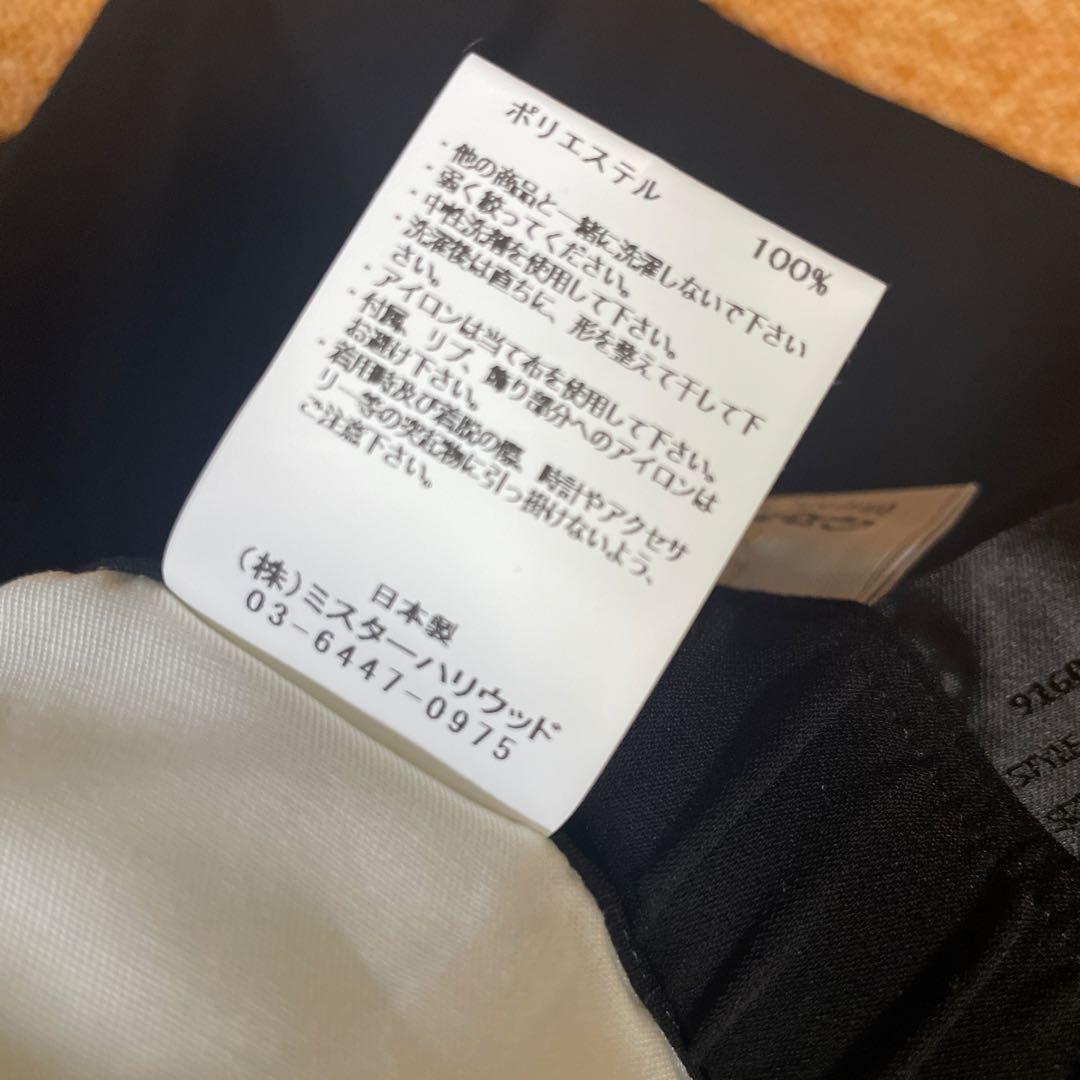 ポリエステル 100%
・他の商品と一緒に洗濯しないで下さい
・弱く絞ってください。
・中性洗剤を使用して下さい。
・洗濯後は直ちに、形を整えて干して下
さい。
・アイロンは当て布を使用して下さい。
・付属、リブ、飾り部分へのアイロンは
お避け下さい。
・着用時及び着脱の際、時計やアクセサ
リー等の突起物に引っ掛けないよう、
ご注意下さい。
日本製
(株)ミスターハリウッド
03-6447-0975
9160
STYLE